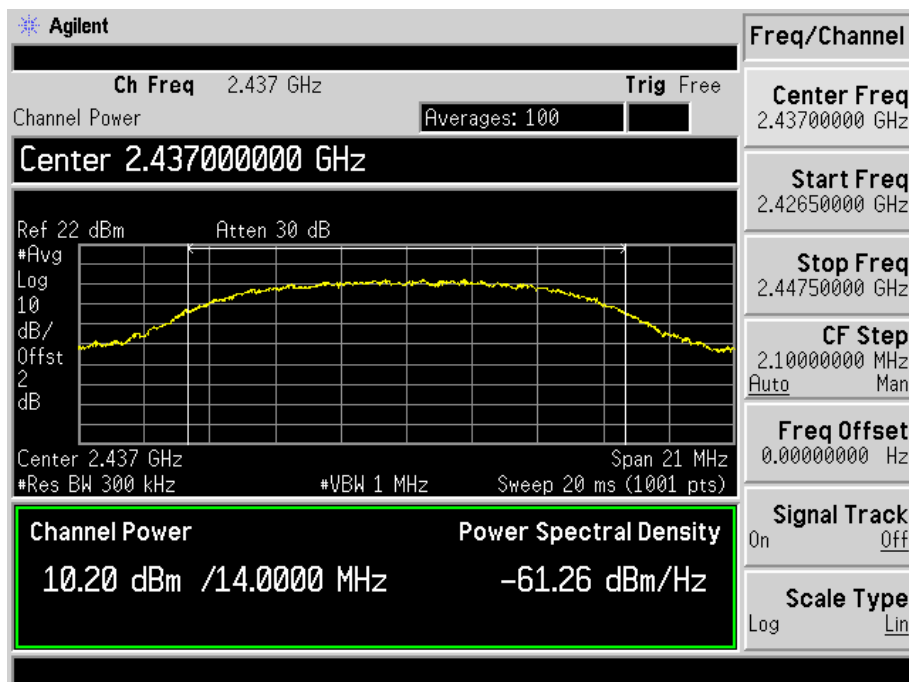 Agilent
Ch Freq 2.437 GHz Trig Free
Channel Power Averages: 100
Center 2.437000000 GHz
Ref 22 dBm Atten 30 dB
#Avg
Log
10
dB/
Offst
2
dB
Center 2.437 GHz Span 21 MHz
#Res BW 300 kHz #VBW 1 MHz Sweep 20 ms (1001 pts)
Channel Power Power Spectral Density
10.20 dBm /14.0000 MHz -61.26 dBm/Hz
Freq/Channel
Center Freq
2.43700000 GHz
Start Freq
2.42650000 GHz
Stop Freq
2.44750000 GHz
CF Step
2.10000000 MHz
Auto Man
Freq Offset
0.00000000 Hz
Signal Track
On Off
Scale Type
Log Lin